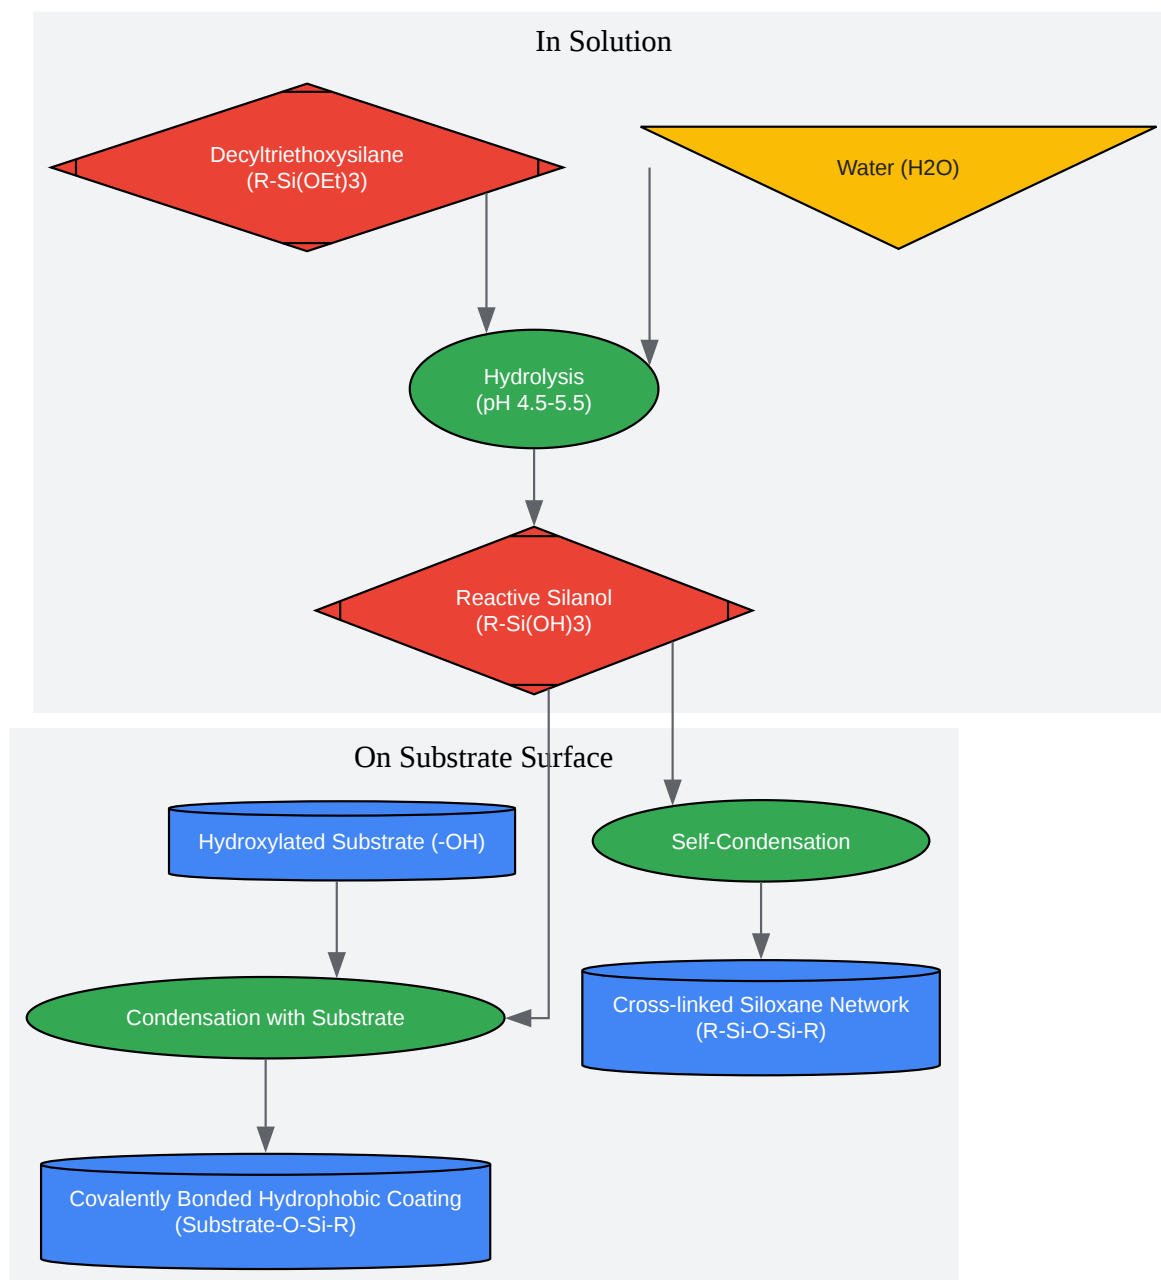 In Solution
Decyltriethoxysilane
(R-Si(OEt)3)
Water (H2O)
Hydrolysis
(pH 4.5-5.5)
Reactive Silanol
(R-Si(OH)3)
On Substrate Surface
Hydroxylated Substrate (-OH)
Self-Condensation
Condensation with Substrate
Cross-linked Siloxane Network
(R-Si-O-Si-R)
Covalently Bonded Hydrophobic Coating
(Substrate-O-Si-R)